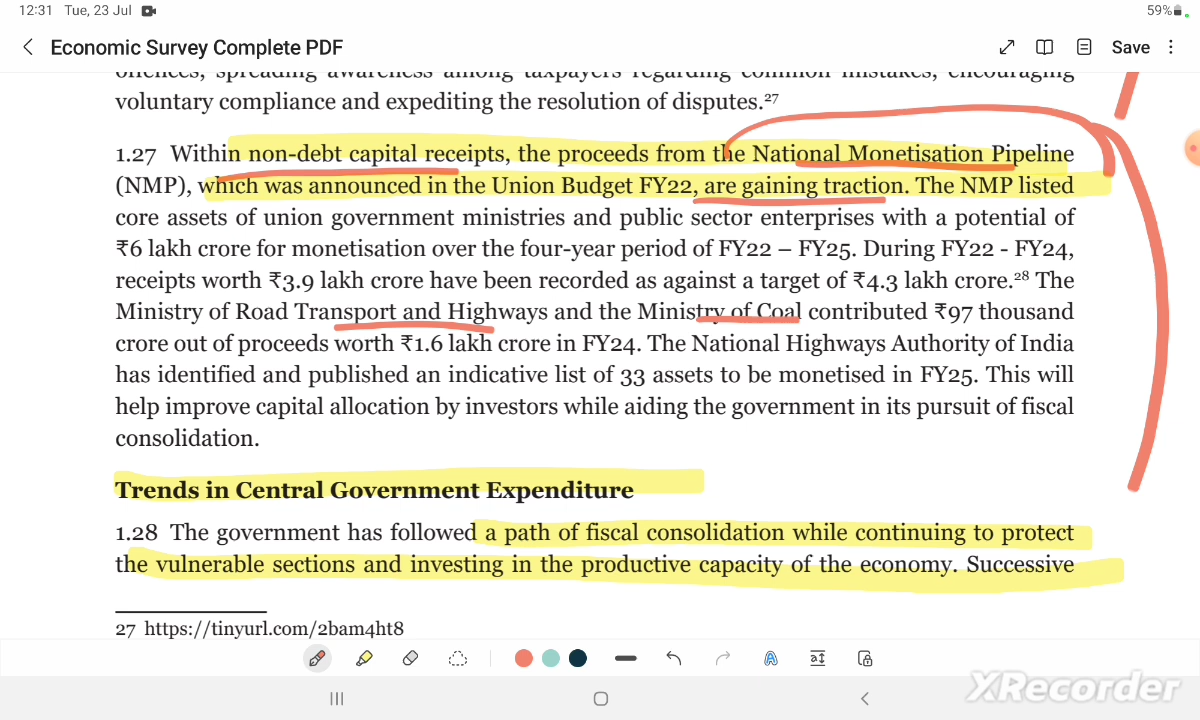 12:31 Tue, 23 Jul
59%
Economic Survey Complete PDF
Save
offences, spreading awareness among taxpayers regarding common mistakes, encouraging
voluntary compliance and expediting the resolution of disputes.27
1.27 Within non-debt capital receipts, the proceeds from the National Monetisation Pipeline
(NMP), which was announced in the Union Budget FY22, are gaining traction. The NMP listed
core assets of union government ministries and public sector enterprises with a potential of
₹6 lakh crore for monetisation over the four-year period of FY22 – FY25. During FY22 - FY24,
receipts worth ₹3.9 lakh crore have been recorded as against a target of ₹4.3 lakh crore.28 The
Ministry of Road Transport and Highways and the Ministry of Coal contributed ₹97 thousand
crore out of proceeds worth ₹1.6 lakh crore in FY24. The National Highways Authority of India
has identified and published an indicative list of 33 assets to be monetised in FY25. This will
help improve capital allocation by investors while aiding the government in its pursuit of fiscal
consolidation.
Trends in Central Government Expenditure
1.28 The government has followed a path of fiscal consolidation while continuing to protect
the vulnerable sections and investing in the productive capacity of the economy. Successive
27 https://tinyurl.com/2bam4ht8
XRecorder